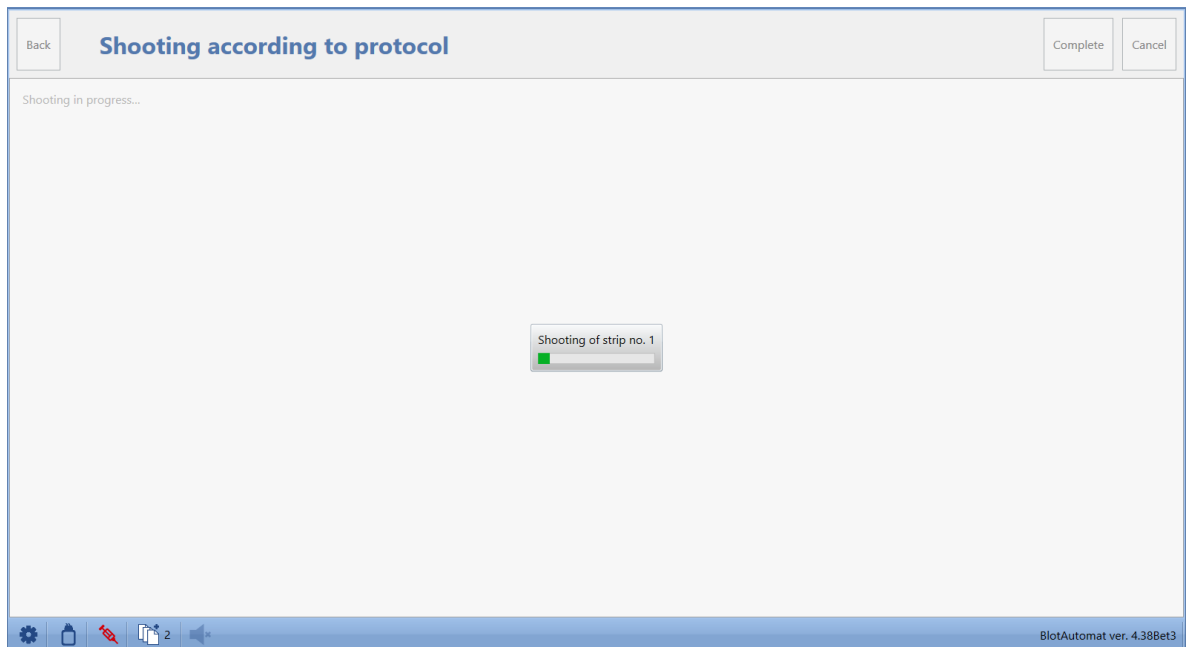 Back
Shooting according to protocol
Complete
Cancel
Shooting in progress...
Shooting of strip no. 1
2
BlotAutomat ver. 4.38Bet3